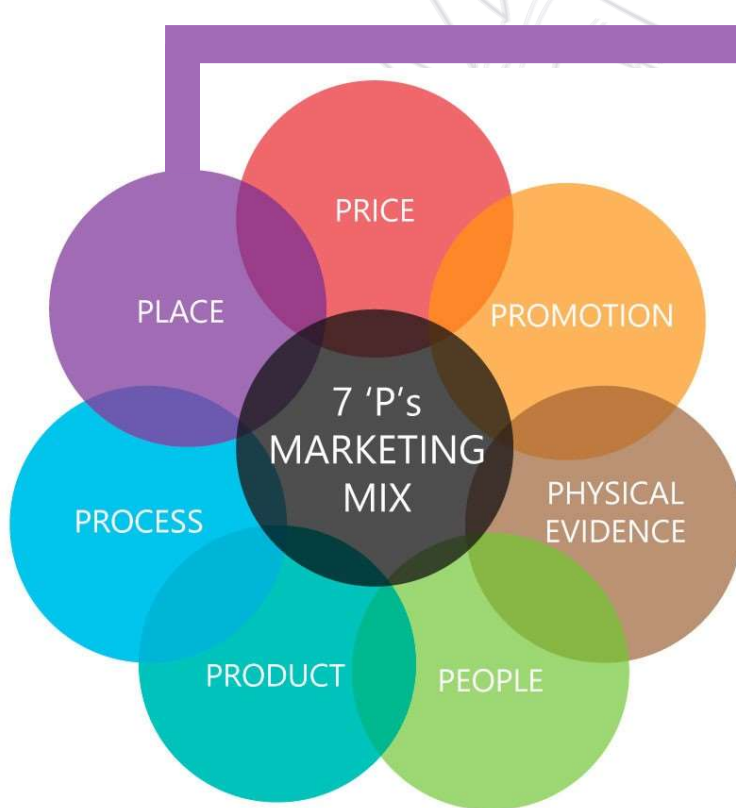 PRICE
PROMOTION
PLACE
7 ‘P’s
MARKETING
MIX
PHYSICAL
EVIDENCE
PROCESS
PRODUCT
PEOPLE